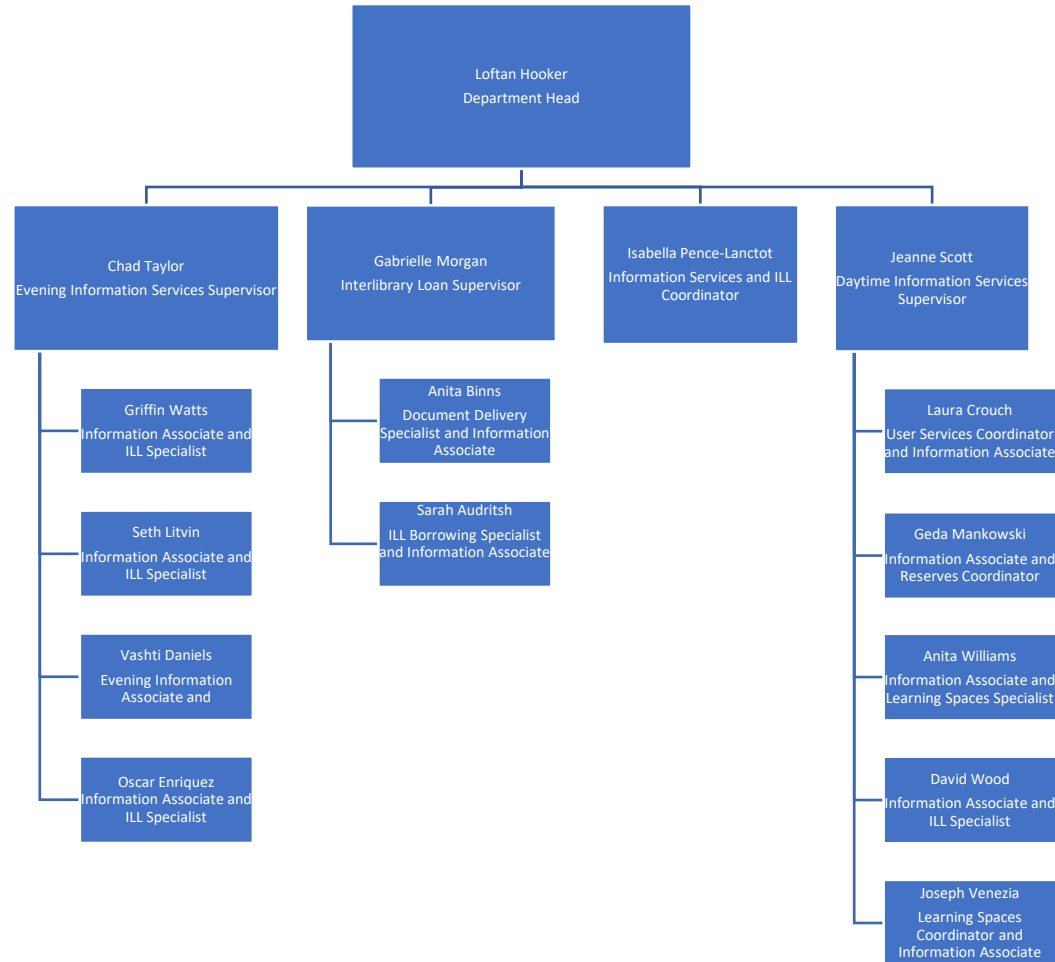 Loftan Hooker
Department Head
Chad Taylor
Evening Information Services Supervisor
Gabrielle Morgan
Interlibrary Loan Supervisor
Isabella Pence-Lanctot
Information Services and ILL
Coordinator
Jeanne Scott
Daytime Information Services
Supervisor
Griffin Watts
Information Associate and
ILL Specialist
Seth Litvin
Information Associate and
ILL Specialist
Vashti Daniels
Evening Information
Associate and
Oscar Enriquez
Information Associate and
ILL Specialist
Anita Binns
Document Delivery
Specialist and Information
Associate
Sarah Audritsh
ILL Borrowing Specialist
and Information Associate
Laura Crouch
User Services Coordinator
and Information Associate
Geda Mankowski
Information Associate and
Reserves Coordinator
Anita Williams
Information Associate and
Learning Spaces Specialist
David Wood
Information Associate and
ILL Specialist
Joseph Venezia
Learning Spaces
Coordinator and
Information Associate